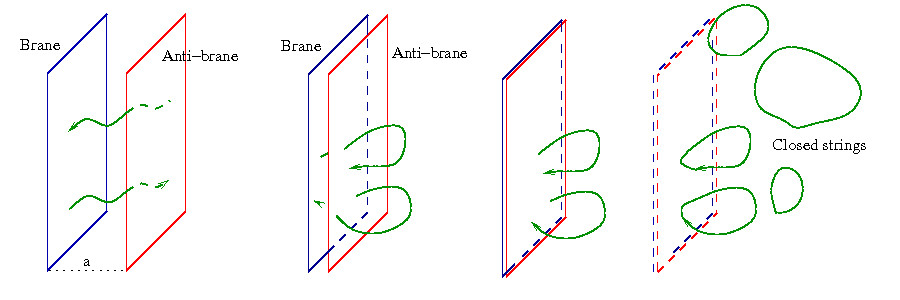 Brane
Anti-brane
a
Brane
Anti-brane
Closed strings